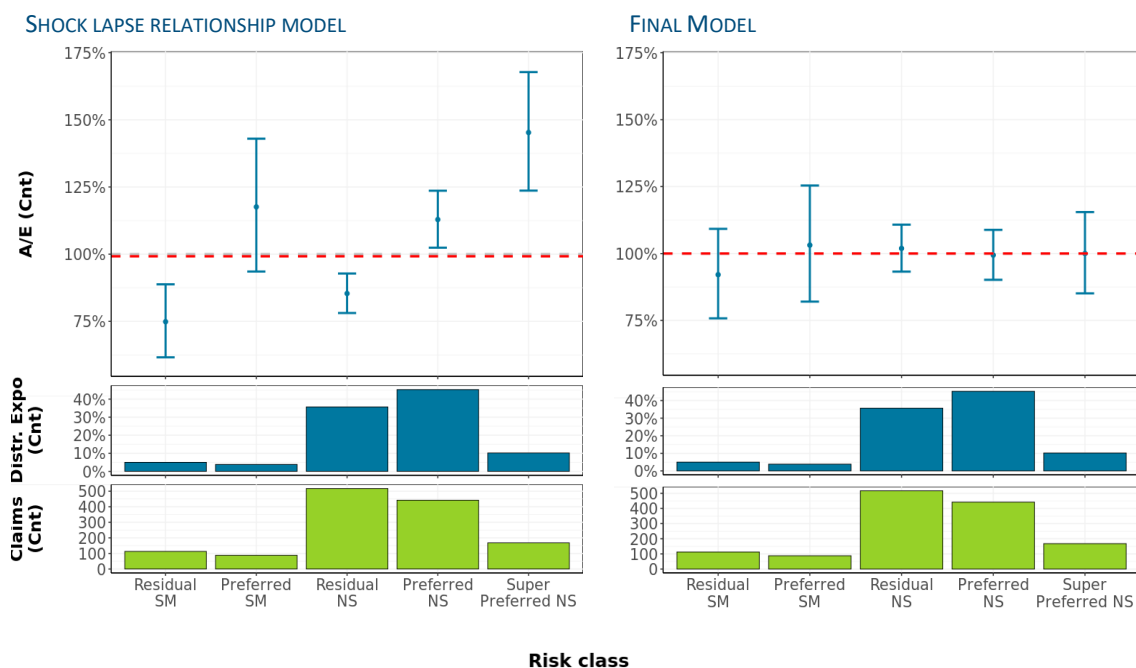 SHOCK LAPSE RELATIONSHIP MODEL
FINAL MODEL
A/E (Cnt)
175%
150%
125%
100%
75%
175%
150%
125%
100%
75%
Distr. Expo
(Cnt)
40%
30%
20%
10%
0%
40%
30%
20%
10%
0%
Claims
(Cnt)
500
400
300
200
100
0
500
400
300
200
100
0
Residual
SM
Preferred
SM
Residual
NS
Preferred
NS
Super
Preferred NS
Residual
SM
Preferred
SM
Residual
NS
Preferred
NS
Super
Preferred NS
Risk class